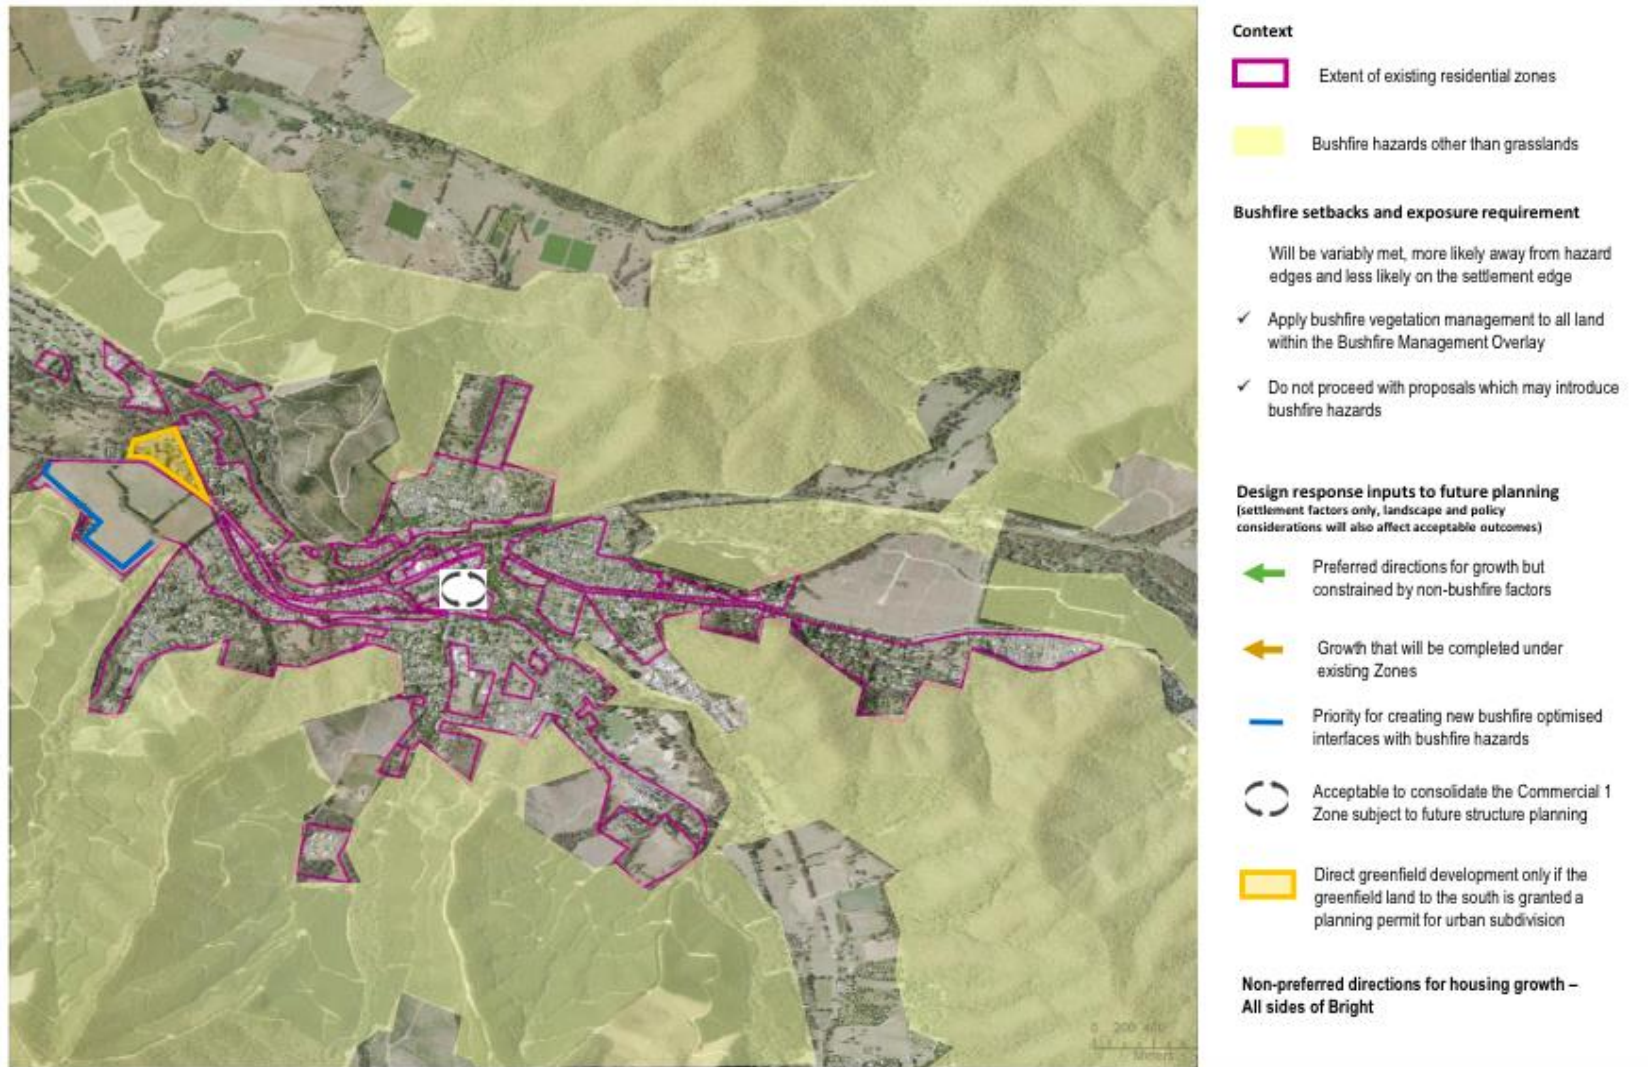 Context
Extent of existing residential zones
Bushfire hazards other than grasslands
Bushfire setbacks and exposure requirement
Will be variably met, more likely away from hazard
edges and less likely on the settlement edge
✓ Apply bushfire vegetation management to all land
within the Bushfire Management Overlay
✓ Do not proceed with proposals which may introduce
bushfire hazards
Design response inputs to future planning
(settlement factors only, landscape and policy
considerations will also affect acceptable outcomes)
Preferred directions for growth but
constrained by non-bushfire factors
Growth that will be completed under
existing Zones
Priority for creating new bushfire optimised
interfaces with bushfire hazards
Acceptable to consolidate the Commercial 1
Zone subject to future structure planning
Direct greenfield development only if the
greenfield land to the south is granted a
planning permit for urban subdivision
Non-preferred directions for housing growth –
All sides of Bright
0 200 400
Meters